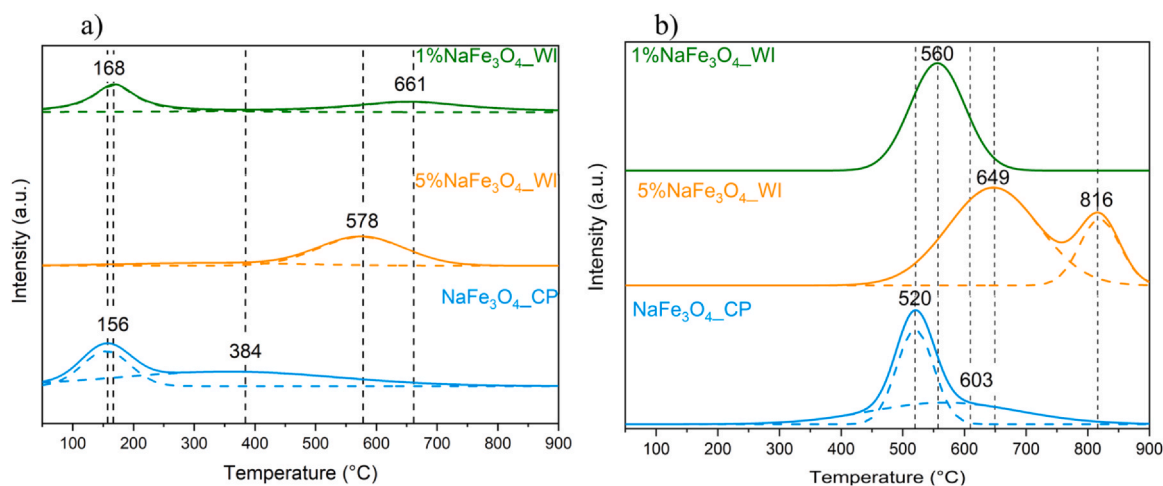 a)
1%NaFe₃O₄_WI
168
661
5%NaFe₃O₄_WI
578
NaFe₃O₄_CP
156
384
Intensity (a.u.)
100 200 300 400 500 600 700 800 900
Temperature (°C)
b)
1%NaFe₃O₄_WI
560
5%NaFe₃O₄_WI
649
816
NaFe₃O₄_CP
520
603
Intensity (a.u.)
100 200 300 400 500 600 700 800 900
Temperature (°C)